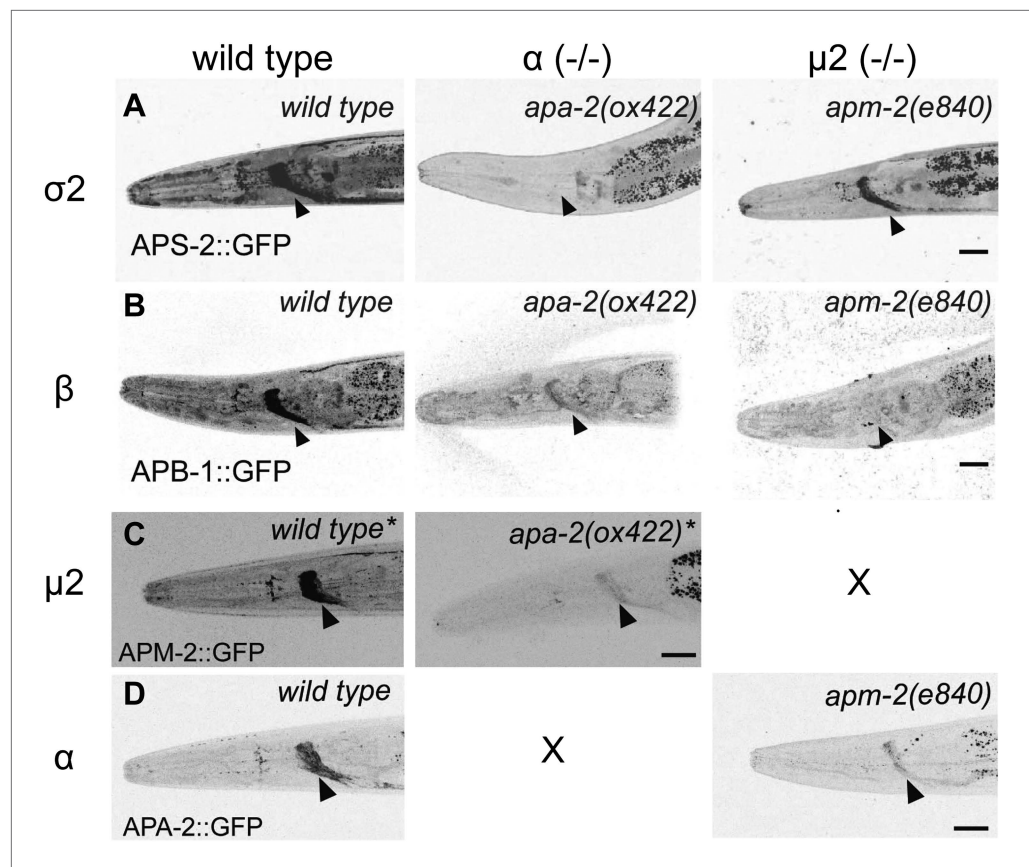 wild type α (-/-) μ2 (-/-)
A wild type apa-2(ox422) apm-2(e840)
σ2
APS-2::GFP
B wild type apa-2(ox422) apm-2(e840)
β
APB-1::GFP
C wild type* apa-2(ox422)*
μ2 X
APM-2::GFP
D wild type apm-2(e840)
α X
APA-2::GFP